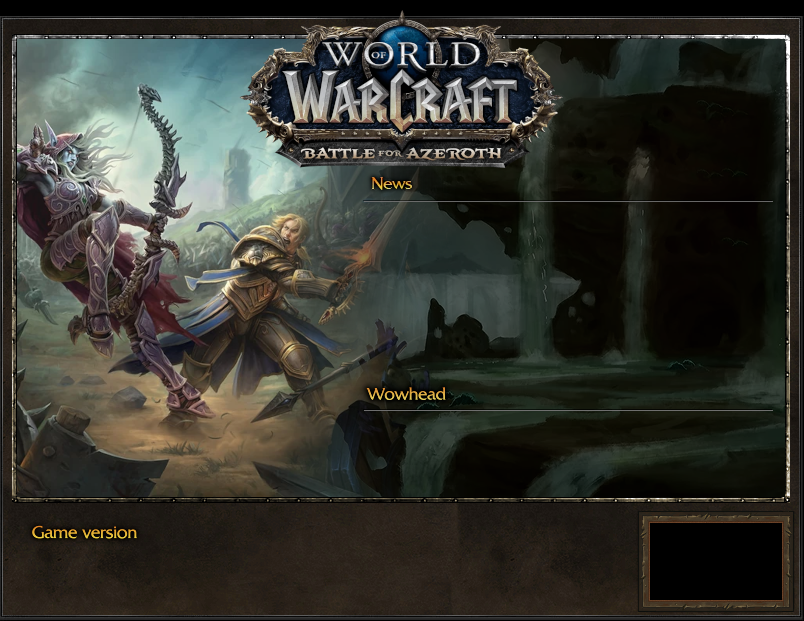 WORLD
OF
WARCRAFT
BATTLE FOR AZEROTH
News
Wowhead
Game version